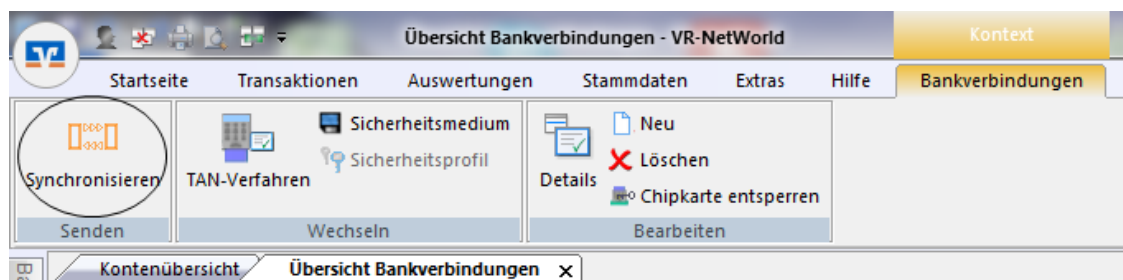 Übersicht Bankverbindungen - VR-NetWorld
Kontext
Startseite Transaktionen Auswertungen Stammdaten Extras Hilfe Bankverbindungen
Synchronisieren
Senden
TAN-Verfahren
Sicherheitsmedium
Sicherheitsprofil
Wechseln
Details
Neu
Löschen
Chipkarte entsperren
Bearbeiten
Kontenübersicht Übersicht Bankverbindungen x